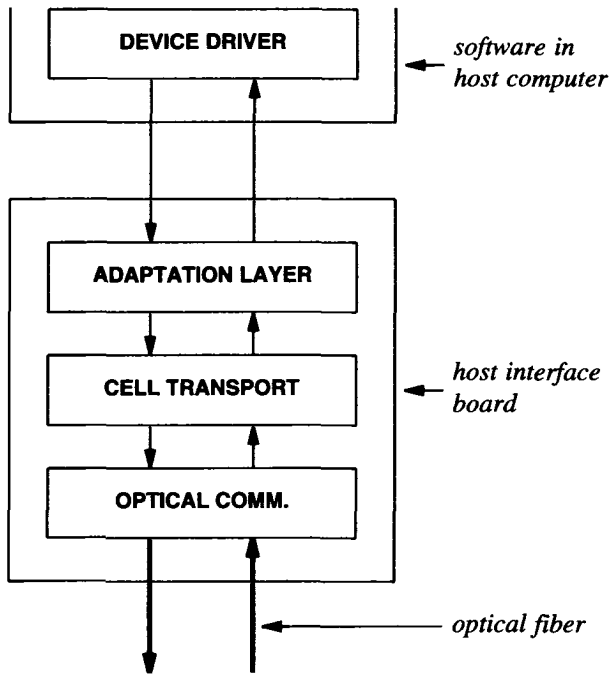 DEVICE DRIVER
software in
host computer
ADAPTATION LAYER
CELL TRANSPORT
host interface
board
OPTICAL COMM.
optical fiber